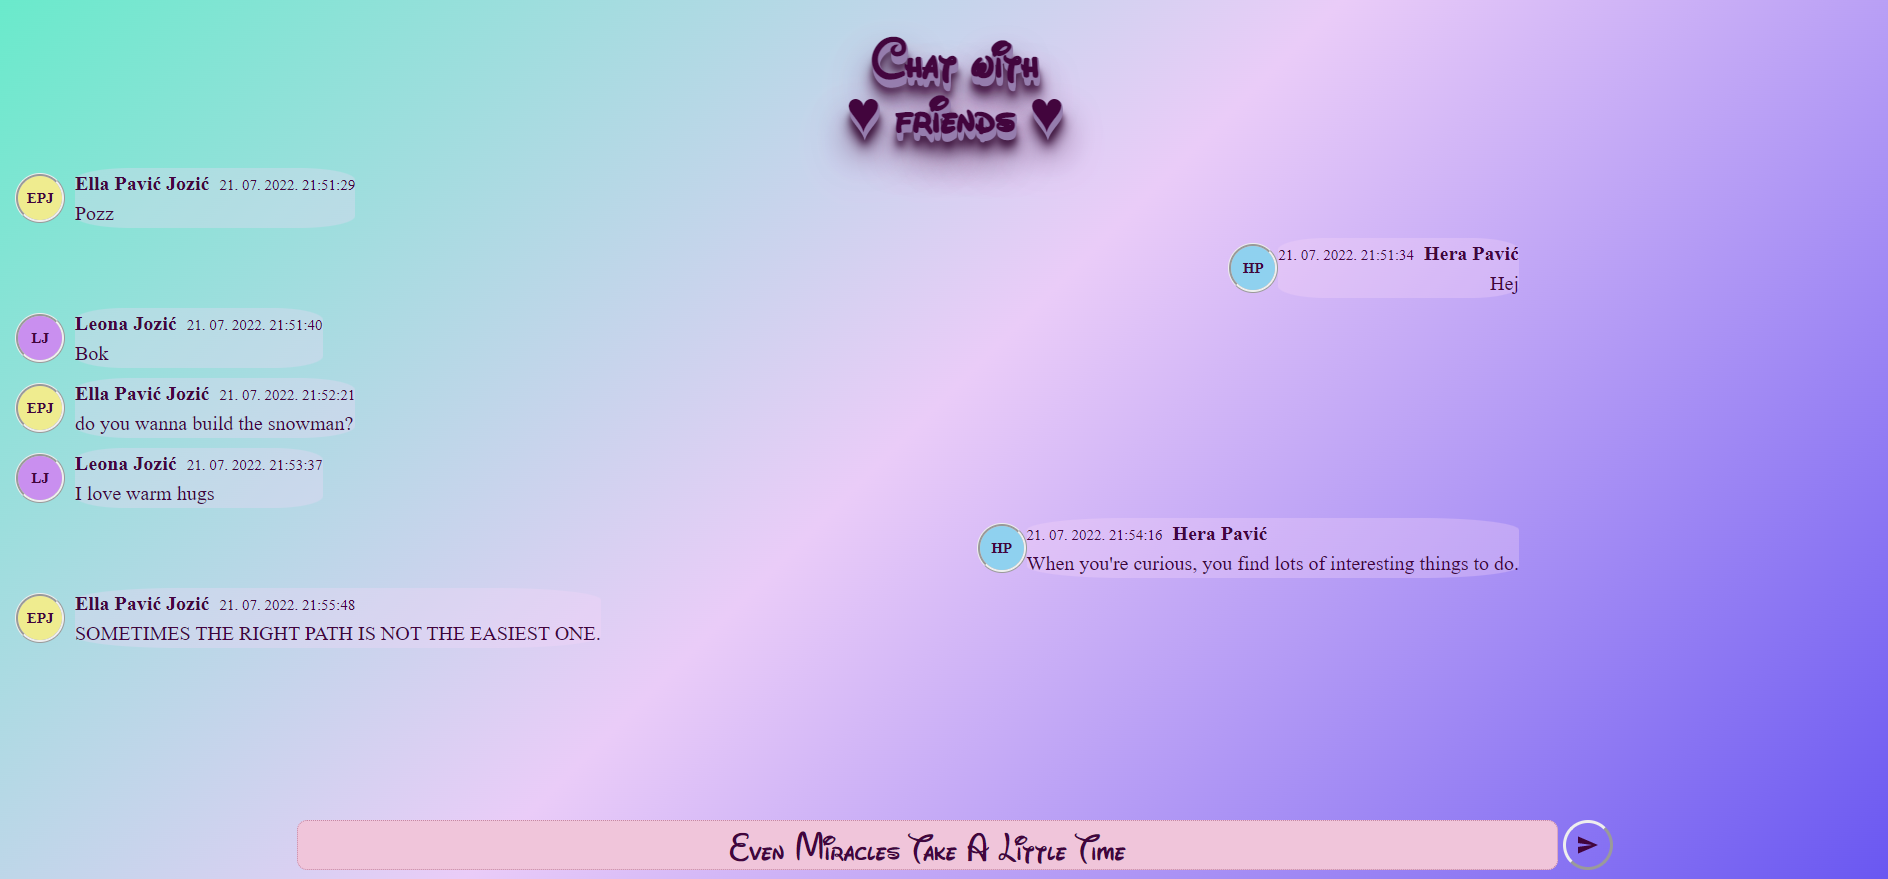 Chat with
♥ friends ♥
EPJ
Ella Pavić Jozić 21. 07. 2022. 21:51:29
Pozz
HP
21. 07. 2022. 21:51:34 Hera Pavić
Hej
LJ
Leona Jozić 21. 07. 2022. 21:51:40
Bok
EPJ
Ella Pavić Jozić 21. 07. 2022. 21:52:21
do you wanna build the snowman?
LJ
Leona Jozić 21. 07. 2022. 21:53:37
I love warm hugs
HP
21. 07. 2022. 21:54:16 Hera Pavić
When you're curious, you find lots of interesting things to do.
EPJ
Ella Pavić Jozić 21. 07. 2022. 21:55:48
SOMETIMES THE RIGHT PATH IS NOT THE EASIEST ONE.
Even Miracles Take A Little Time